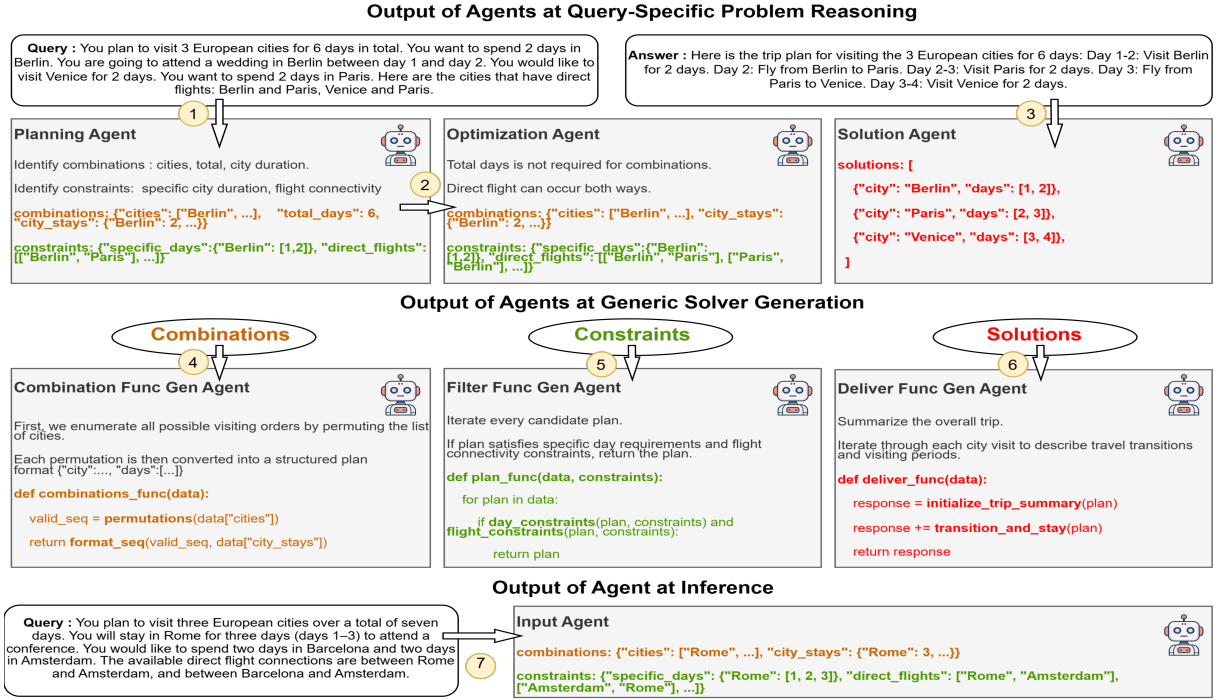 Output of Agents at Query-Specific Problem Reasoning
Query : You plan to visit 3 European cities for 6 days in total. You want to spend 2 days in
Berlin. You are going to attend a wedding in Berlin between day 1 and day 2. You would like to
visit Venice for 2 days. You want to spend 2 days in Paris. Here are the cities that have direct
flights: Berlin and Paris, Venice and Paris.
Answer : Here is the trip plan for visiting the 3 European cities for 6 days: Day 1-2: Visit Berlin
for 2 days. Day 2: Fly from Berlin to Paris. Day 2-3: Visit Paris for 2 days. Day 3: Fly from
Paris to Venice. Day 3-4: Visit Venice for 2 days.
1
Planning Agent
Identify combinations : cities, total, city duration.
Identify constraints: specific city duration, flight connectivity
combinations: {"cities": ["Berlin", ...], "total_days": 6,
"city_stays": {"Berlin": 2, ...}}
constraints: {"specific_days":{"Berlin": [1,2]}, "direct_flights":
[["Berlin", "Paris"], ...]}
2
Optimization Agent
Total days is not required for combinations.
Direct flight can occur both ways.
combinations: {"cities": ["Berlin", ...], "city_stays":
{"Berlin": 2, ...}}
constraints: {"specific_days":{"Berlin":
[1,2]}, "direct_flights": [["Berlin", "Paris"], ["Paris",
"Berlin"], ...]}
3
Solution Agent
solutions: [
{"city": "Berlin", "days": [1, 2]},
{"city": "Paris", "days": [2, 3]},
{"city": "Venice", "days": [3, 4]},
]
Output of Agents at Generic Solver Generation
Combinations
4
Combination Func Gen Agent
First, we enumerate all possible visiting orders by permuting the list
of cities.
Each permutation is then converted into a structured plan
format {"city":..., "days":[...]}
def combinations_func(data):
valid_seq = permutations(data["cities"])
return format_seq(valid_seq, data["city_stays"])
Constraints
5
Filter Func Gen Agent
Iterate every candidate plan.
If plan satisfies specific day requirements and flight
connectivity constraints, return the plan.
def plan_func(data, constraints):
for plan in data:
if day_constraints(plan, constraints) and
flight_constraints(plan, constraints):
return plan
Solutions
6
Deliver Func Gen Agent
Summarize the overall trip.
Iterate through each city visit to describe travel transitions
and visiting periods.
def deliver_func(data):
response = initialize_trip_summary(plan)
response += transition_and_stay(plan)
return response
Output of Agent at Inference
Query : You plan to visit three European cities over a total of seven
days. You will stay in Rome for three days (days 1–3) to attend a
conference. You would like to spend two days in Barcelona and two days
in Amsterdam. The available direct flight connections are between Rome
and Amsterdam, and between Barcelona and Amsterdam.
7
Input Agent
combinations: {"cities": ["Rome", ...], "city_stays": {"Rome": 3, ...}}
constraints: {"specific_days": {"Rome": [1, 2, 3]}, "direct_flights": ["Rome", "Amsterdam"],
["Amsterdam", "Rome"], ...]}